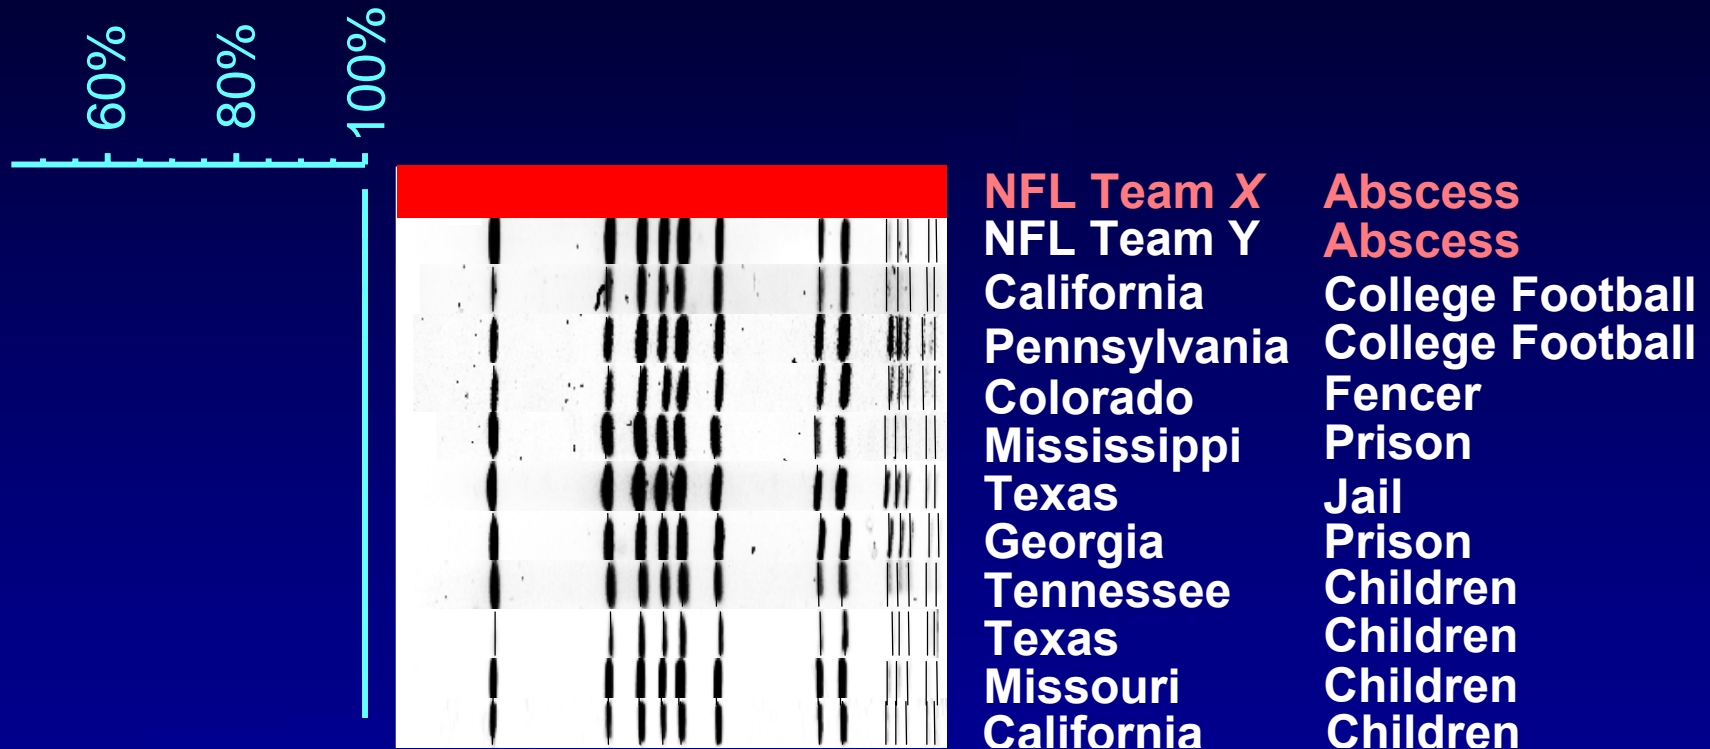 60% 80% 100%
NFL Team X Abscess
NFL Team Y Abscess
California College Football
Pennsylvania College Football
Colorado Fencer
Mississippi Prison
Texas Jail
Georgia Prison
Tennessee Children
Texas Children
Missouri Children
California Children